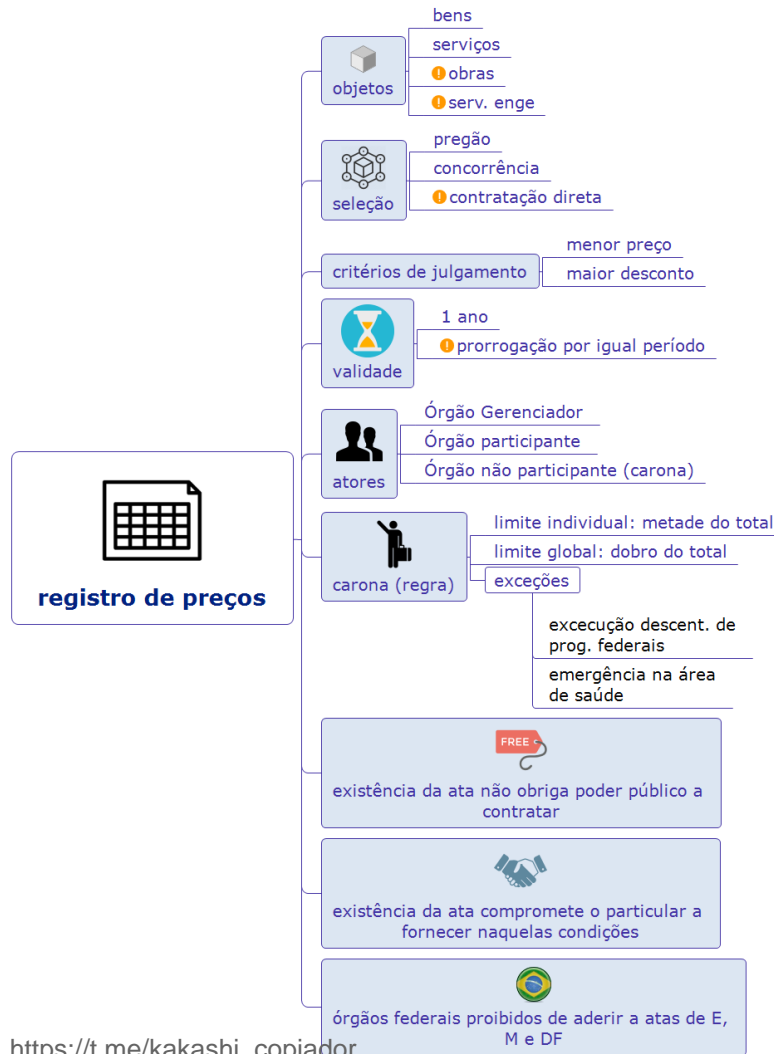 bens
serviços
obras
serv. enge
objetos
pregão
concorrência
contratação direta
seleção
menor preço
maior desconto
critérios de julgamento
1 ano
prorrogação por igual período
validade
Órgão Gerenciador
Órgão participante
Órgão não participante (carona)
atores
registro de preços
limite individual: metade do total
limite global: dobro do total
exceções
carona (regra)
excecução descent. de
prog. federais
emergência na área
de saúde
FREE
existência da ata não obriga poder público a
contratar
existência da ata compromete o particular a
fornecer naquelas condições
órgãos federais proibidos de aderir a atas de E,
M e DF
https://t.me/kakashi_copiador